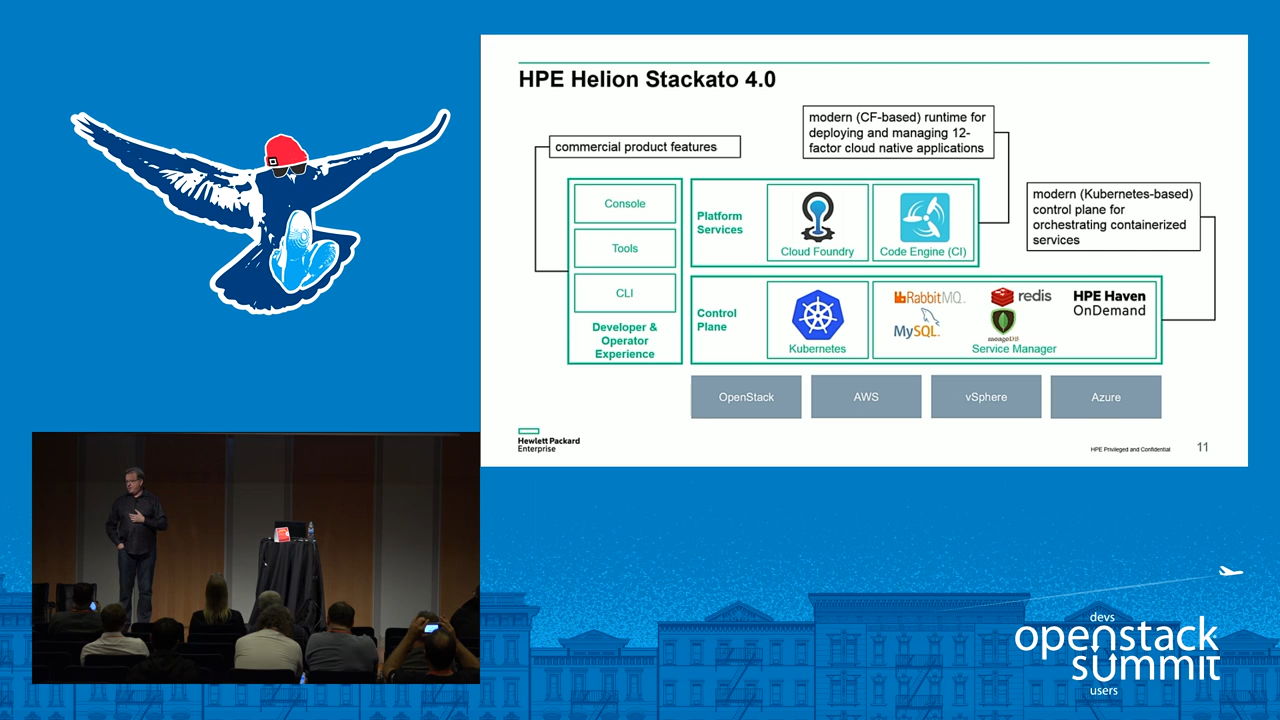 HPE Helion Stackato 4.0
commercial product features
modern (CF-based) runtime for
deploying and managing 12-
factor cloud native applications
modern (Kubernetes-based)
control plane for
orchestrating containerized
services
Console
Tools
CLI
Developer &
Operator
Experience
Platform
Services
Cloud Foundry
Code Engine (CI)
Control
Plane
Kubernetes
RabbitMQ
redis
HPE Haven
OnDemand
MySQL
mongoDB
Service Manager
OpenStack
AWS
vSphere
Azure
Hewlett Packard
Enterprise
HPE Privileged and Confidential
11
devs
openstack
summit
users